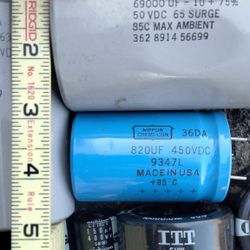 69000 UF - 10 + 75%
50 VDC 65 SURGE
85C MAX AMBIENT
362 8914 56699
RIDGID
No. 1620
Economy Rule
2
3
4
5
NIPPON
CHEMI-CON
36DA
820UF 450VDC
9347L
MADE IN USA
+85°C
+ + + + +
ITT